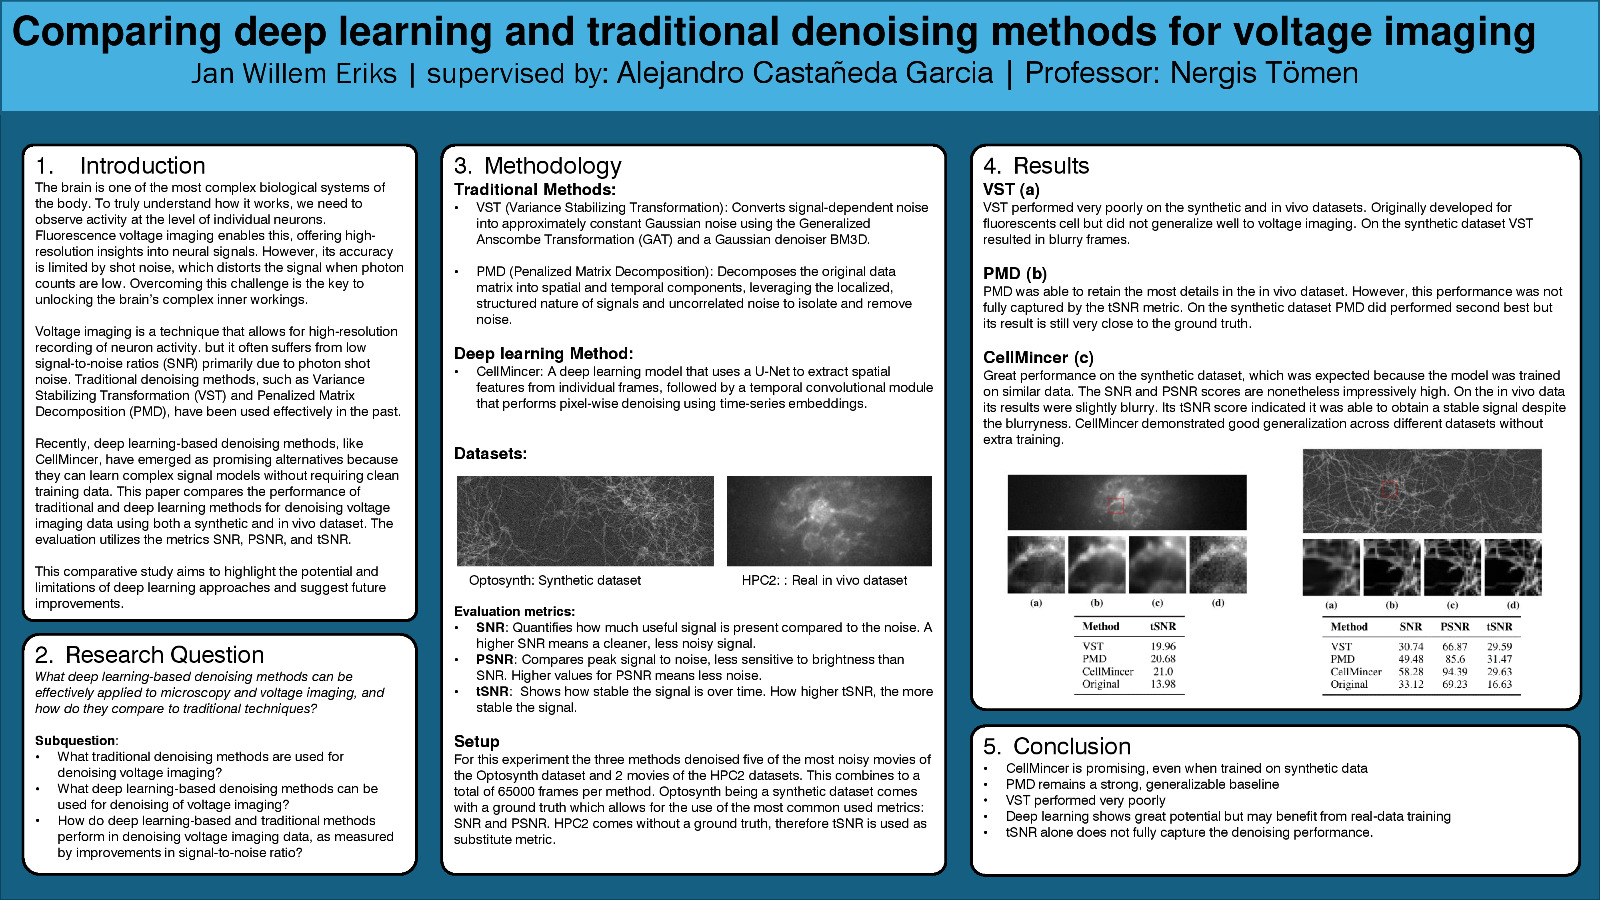 Comparing deep learning and traditional denoising methods for voltage imaging
Jan Willem Eriks | supervised by: Alejandro Castañeda Garcia | Professor: Nergis Tömen
1. Introduction
The brain is one of the most complex biological systems of
the body. To truly understand how it works, we need to
observe activity at the level of individual neurons.
Fluorescence voltage imaging enables this, offering high-
resolution insights into neural signals. However, its accuracy
is limited by shot noise, which distorts the signal when photon
counts are low. Overcoming this challenge is the key to
unlocking the brain's complex inner workings.
Voltage imaging is a technique that allows for high-resolution
recording of neuron activity. but it often suffers from low
signal-to-noise ratios (SNR) primarily due to photon shot
noise. Traditional denoising methods, such as Variance
Stabilizing Transformation (VST) and Penalized Matrix
Decomposition (PMD), have been used effectively in the past.
Recently, deep learning-based denoising methods, like
CellMincer, have emerged as promising alternatives because
they can learn complex signal models without requiring clean
training data. This paper compares the performance of
traditional and deep learning methods for denoising voltage
imaging data using both a synthetic and in vivo dataset. The
evaluation utilizes the metrics SNR, PSNR, and tSNR.
This comparative study aims to highlight the potential and
limitations of deep learning approaches and suggest future
improvements.
2. Research Question
What deep learning-based denoising methods can be
effectively applied to microscopy and voltage imaging, and
how do they compare to traditional techniques?
Subquestion:
• What traditional denoising methods are used for
denoising voltage imaging?
• What deep learning-based denoising methods can be
used for denoising of voltage imaging?
• How do deep learning-based and traditional methods
perform in denoising voltage imaging data, as measured
by improvements in signal-to-noise ratio?
3. Methodology
Traditional Methods:
• VST (Variance Stabilizing Transformation): Converts signal-dependent noise
into approximately constant Gaussian noise using the Generalized
Anscombe Transformation (GAT) and a Gaussian denoiser BM3D.
• PMD (Penalized Matrix Decomposition): Decomposes the original data
matrix into spatial and temporal components, leveraging the localized,
structured nature of signals and uncorrelated noise to isolate and remove
noise.
Deep learning Method:
• CellMincer: A deep learning model that uses a U-Net to extract spatial
features from individual frames, followed by a temporal convolutional module
that performs pixel-wise denoising using time-series embeddings.
Datasets:
Optosynth: Synthetic dataset
HPC2: : Real in vivo dataset
Evaluation metrics:
• SNR: Quantifies how much useful signal is present compared to the noise. A
higher SNR means a cleaner, less noisy signal.
• PSNR: Compares peak signal to noise, less sensitive to brightness than
SNR. Higher values for PSNR means less noise.
• tSNR: Shows how stable the signal is over time. How higher tSNR, the more
stable the signal.
Setup
For this experiment the three methods denoised five of the most noisy movies of
the Optosynth dataset and 2 movies of the HPC2 datasets. This combines to a
total of 65000 frames per method. Optosynth being a synthetic dataset comes
with a ground truth which allows for the use of the most common used metrics:
SNR and PSNR. HPC2 comes without a ground truth, therefore tSNR is used as
substitute metric.
4. Results
VST (a)
VST performed very poorly on the synthetic and in vivo datasets. Originally developed for
fluorescents cell but did not generalize well to voltage imaging. On the synthetic dataset VST
resulted in blurry frames.
PMD (b)
PMD was able to retain the most details in the in vivo dataset. However, this performance was not
fully captured by the tSNR metric. On the synthetic dataset PMD did performed second best but
its result is still very close to the ground truth.
CellMincer (c)
Great performance on the synthetic dataset, which was expected because the model was trained
on similar data. The SNR and PSNR scores are nonetheless impressively high. On the in vivo data
its results were slightly blurry. Its tSNR score indicated it was able to obtain a stable signal despite
the blurryness. CellMincer demonstrated good generalization across different datasets without
extra training.
(a) (b) (c) (d)
Method tSNR
VST 19.96
PMD 20.68
CellMincer 21.0
Original 13.98
(a) (b) (c) (d)
Method SNR PSNR tSNR
VST 30.74 66.87 29.59
PMD 49.48 85.6 31.47
CellMincer 58.28 94.39 29.63
Original 33.12 69.23 16.63
5. Conclusion
• CellMincer is promising, even when trained on synthetic data
• PMD remains a strong, generalizable baseline
• VST performed very poorly
• Deep learning shows great potential but may benefit from real-data training
• tSNR alone does not fully capture the denoising performance.